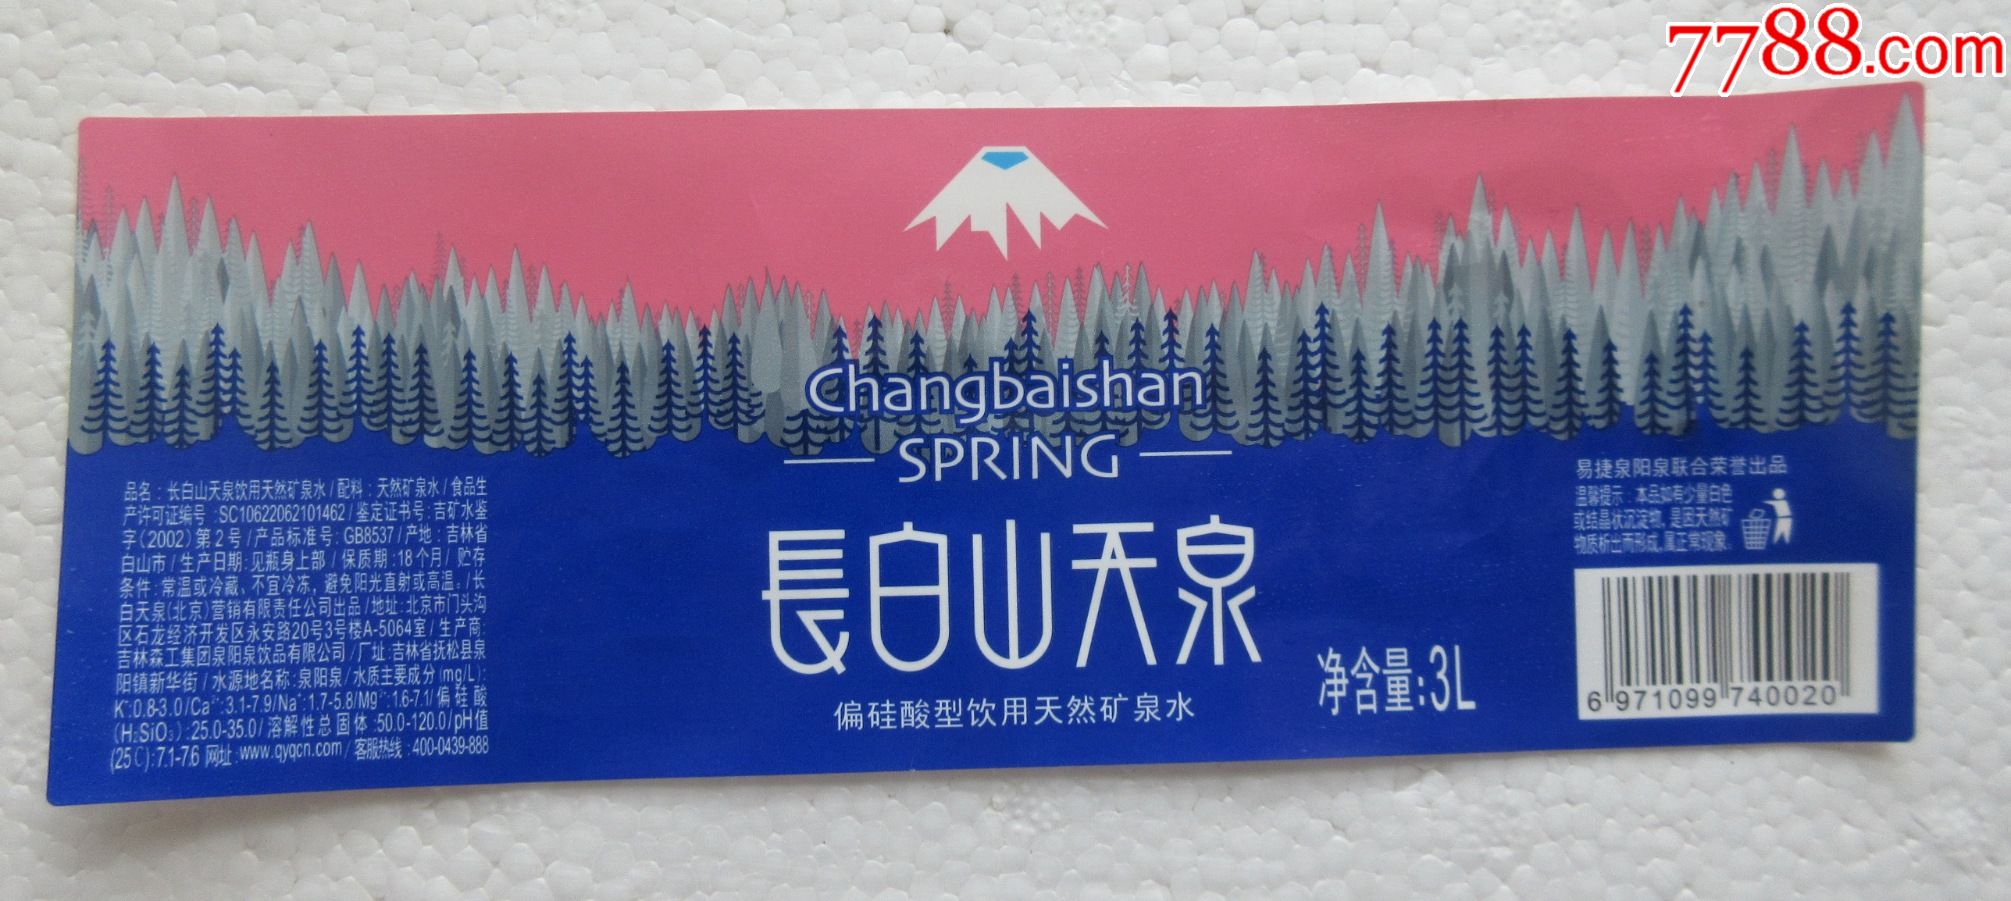 7788.com
Changbaishan
SPRING
長白山天泉
偏硅酸型饮用天然矿泉水
净含量:3L
品名：长白山天泉饮用天然矿泉水/配料：天然矿泉水/食品生
产许可证编号:SC10622062101462/鉴定证书号:吉矿水鉴
字(2002)第2号/产品标准号:GB8537/产地：吉林省
白山市/生产日期:见瓶身上部/保质期:18个月/贮存
条件:常温或冷藏、不宜冷冻，避免阳光直射或高温。/长
白天泉(北京)营销有限责任公司出品/地址:北京市门头沟
区石龙经济开发区永安路20号3号楼A-5064室/生产商:
吉林森工集团泉阳泉饮品有限公司/厂址:吉林省抚松县泉
阳镇新华街/水源地名称:泉阳泉/水质主要成分(mg/L):
K⁺:0.8-3.0/Ca²⁺:3.1-7.9/Na⁺:1.7-5.8/Mg²⁺:1.6-7.1/偏硅酸
(H₂SiO₃):25.0-35.0/溶解性总固体:50.0-120.0/pH值
(25℃):7.1-7.6 网址:www.qyqcn.com/客服热线:400-0439-888
易捷泉阳泉联合荣誉出品
温馨提示：本品如有少量白色
或结晶状沉淀物，是因天然矿
物质析出而形成,属正常现象.
6 971099 740020